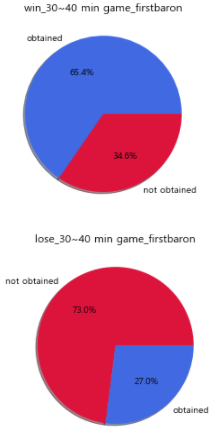 win_30~40 min game_firstbaron
obtained
65.4%
34.6%
not obtained
lose_30~40 min game_firstbaron
not obtained
73.0%
27.0%
obtained